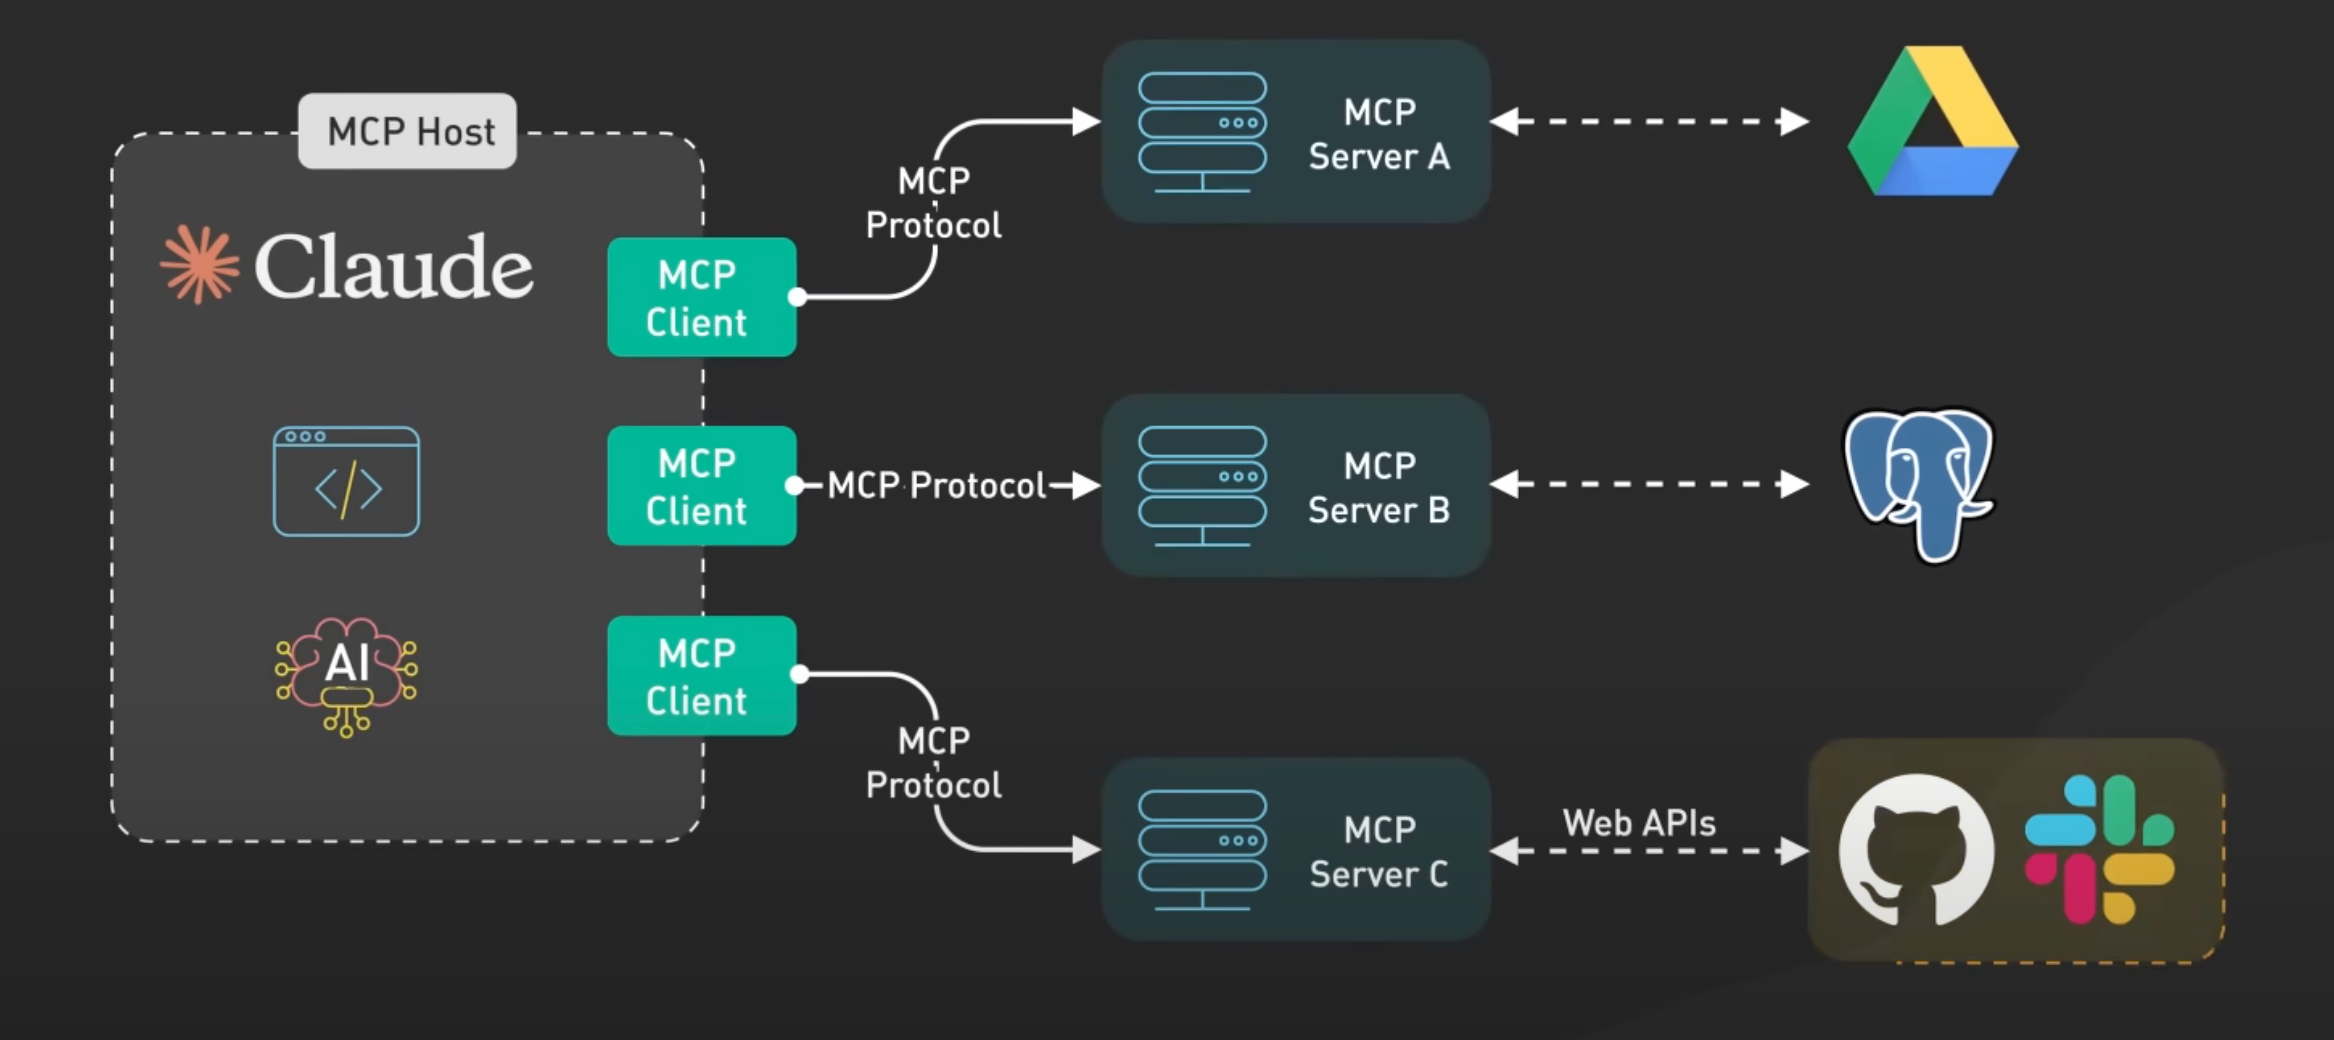 MCP Host
Claude
AI
MCP
Client
MCP
Client
MCP
Client
MCP
Protocol
MCP Protocol
MCP
Protocol
MCP
Server A
MCP
Server B
MCP
Server C
Web APIs